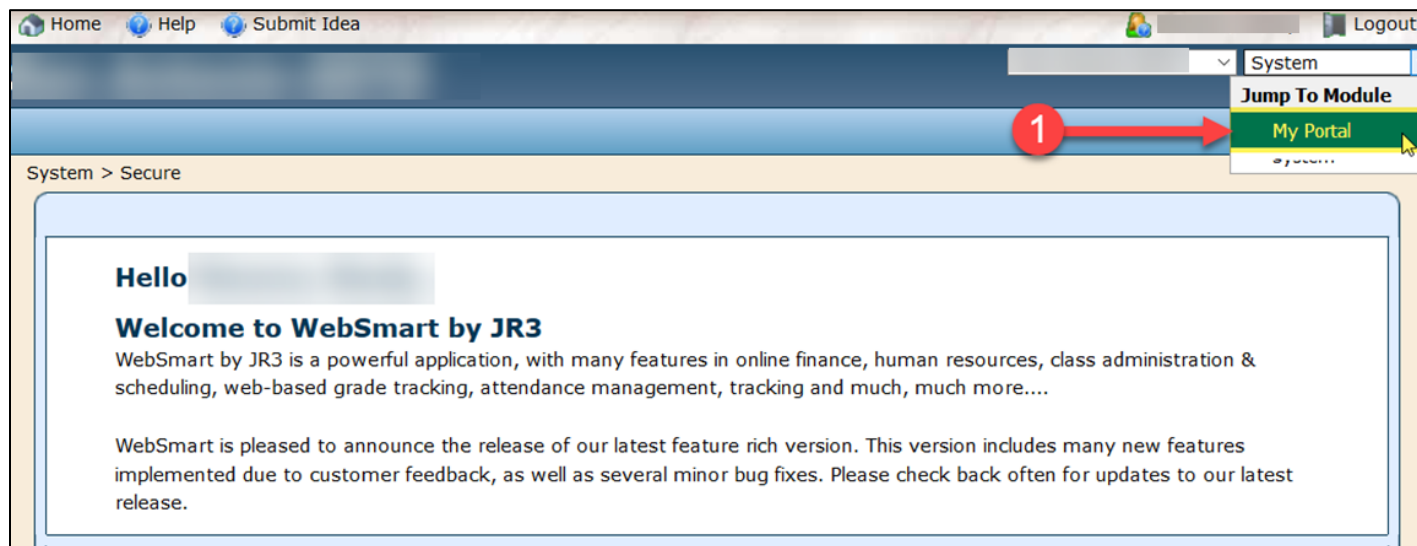 Home Help Submit Idea Logout
System
Jump To Module
1 My Portal
System
System > Secure
Hello
Welcome to WebSmart by JR3
WebSmart by JR3 is a powerful application, with many features in online finance, human resources, class administration &
scheduling, web-based grade tracking, attendance management, tracking and much, much more....
WebSmart is pleased to announce the release of our latest feature rich version. This version includes many new features
implemented due to customer feedback, as well as several minor bug fixes. Please check back often for updates to our latest
release.